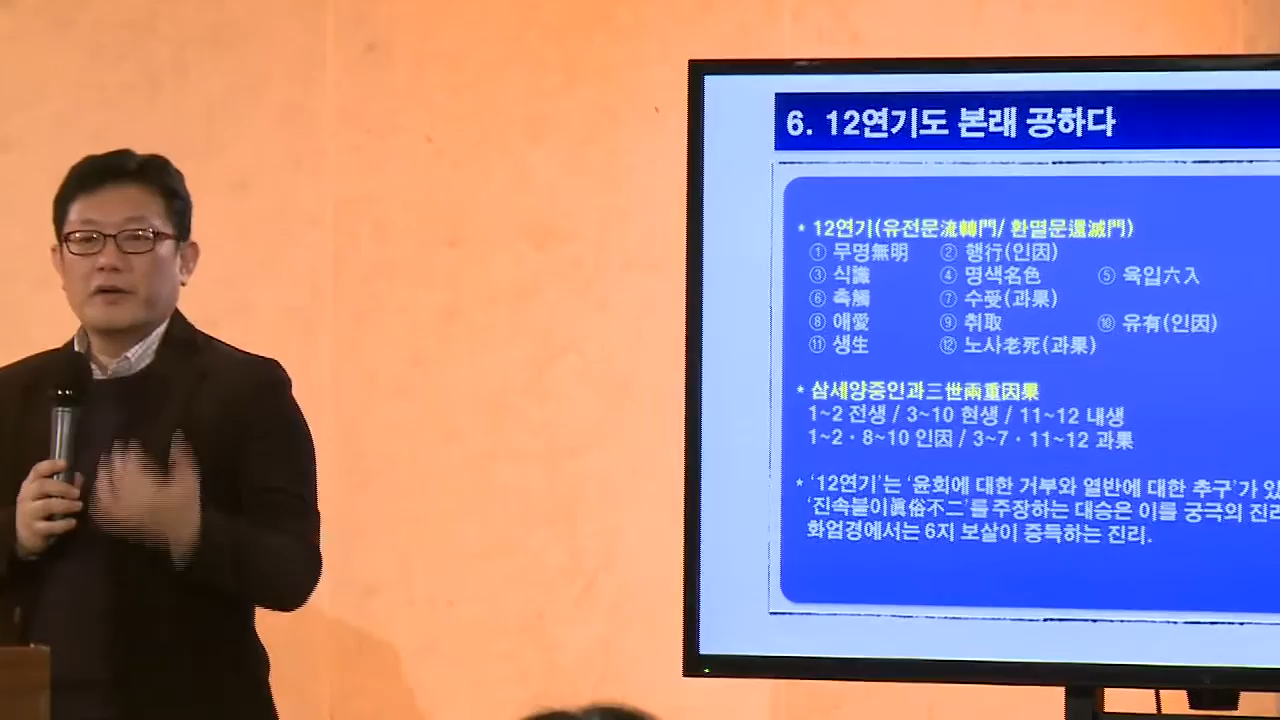 6. 12연기도 본래 공하다
* 12연기(유전문流轉門/ 환멸문還滅門)
① 무명無明 ② 행行(인因)
③ 식識 ④ 명색名色 ⑤ 육입六入
⑥ 촉觸 ⑦ 수受(과果)
⑧ 애愛 ⑨ 취取 ⑩ 유有(인因)
⑪ 생生 ⑫ 노사老死(과果)
* 삼세양중인과三世兩重因果
1~2 전생 / 3~10 현생 / 11~12 내생
1~2 · 8~10 인因 / 3~7 · 11~12 과果
* '12연기'는 '윤회에 대한 거부와 열반에 대한 추구'가 있
'진속불이眞俗不二'를 주장하는 대승은 이를 궁극의 진리
화엄경에서는 6지 보살이 증득하는 진리.